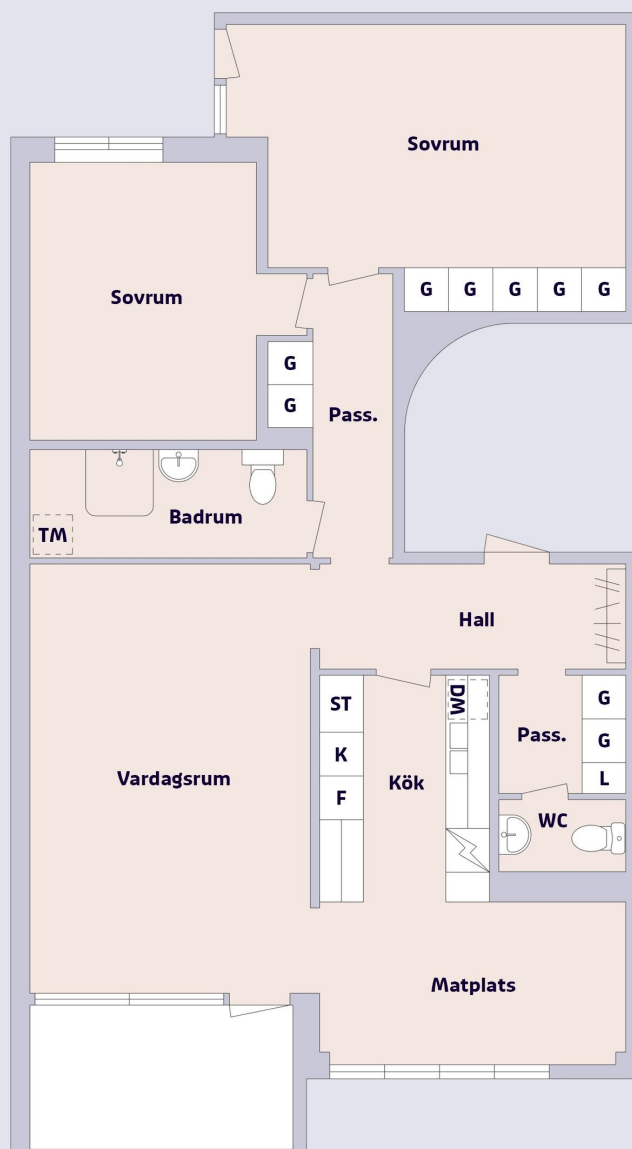 Sovrum
G G G G G
Sovrum
G
G
Pass.
Badrum
TM
Hall
ST
DM
G
K
Pass.
G
Vardagsrum
Kök
L
F
WC
Matplats